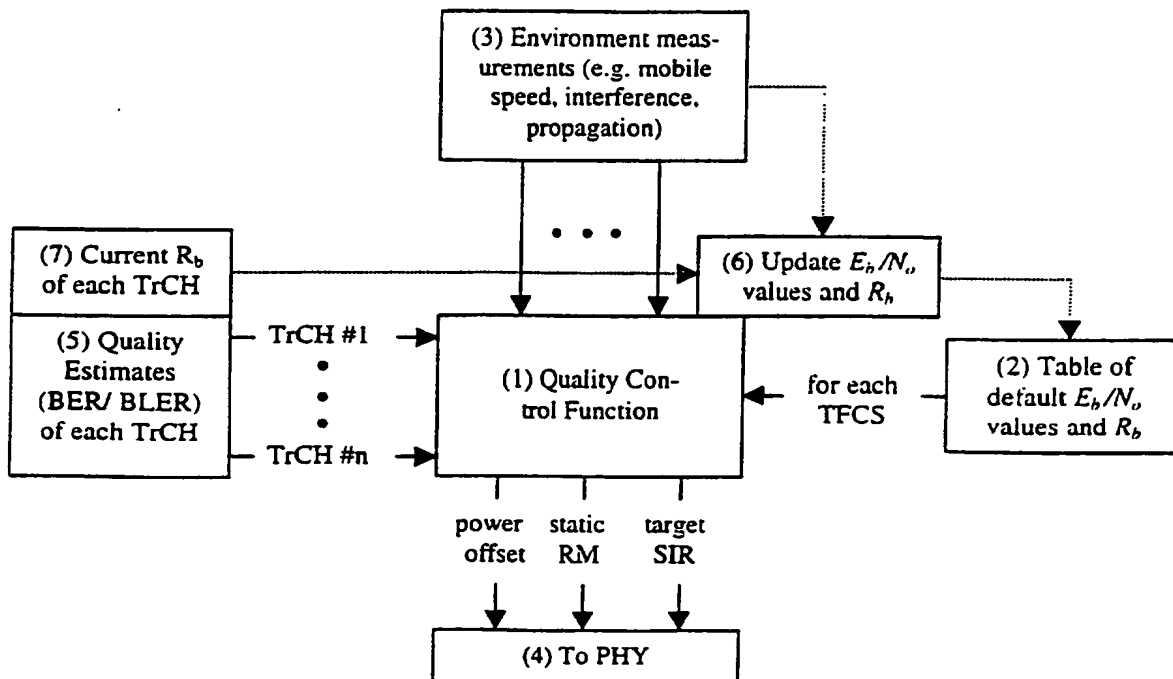 (3) Environment meas-
urements (e.g. mobile
speed, interference,
propagation)
(7) Current R_b
of each TrCH
(6) Update E_b/N_o
values and R_b
(5) Quality
Estimates
(BER/ BLER)
of each TrCH
TrCH #1
TrCH #n
(1) Quality Con-
trol Function
for each
TFCS
(2) Table of
default E_b/N_o
values and R_b
power
offset
static
RM
target
SIR
(4) To PHY